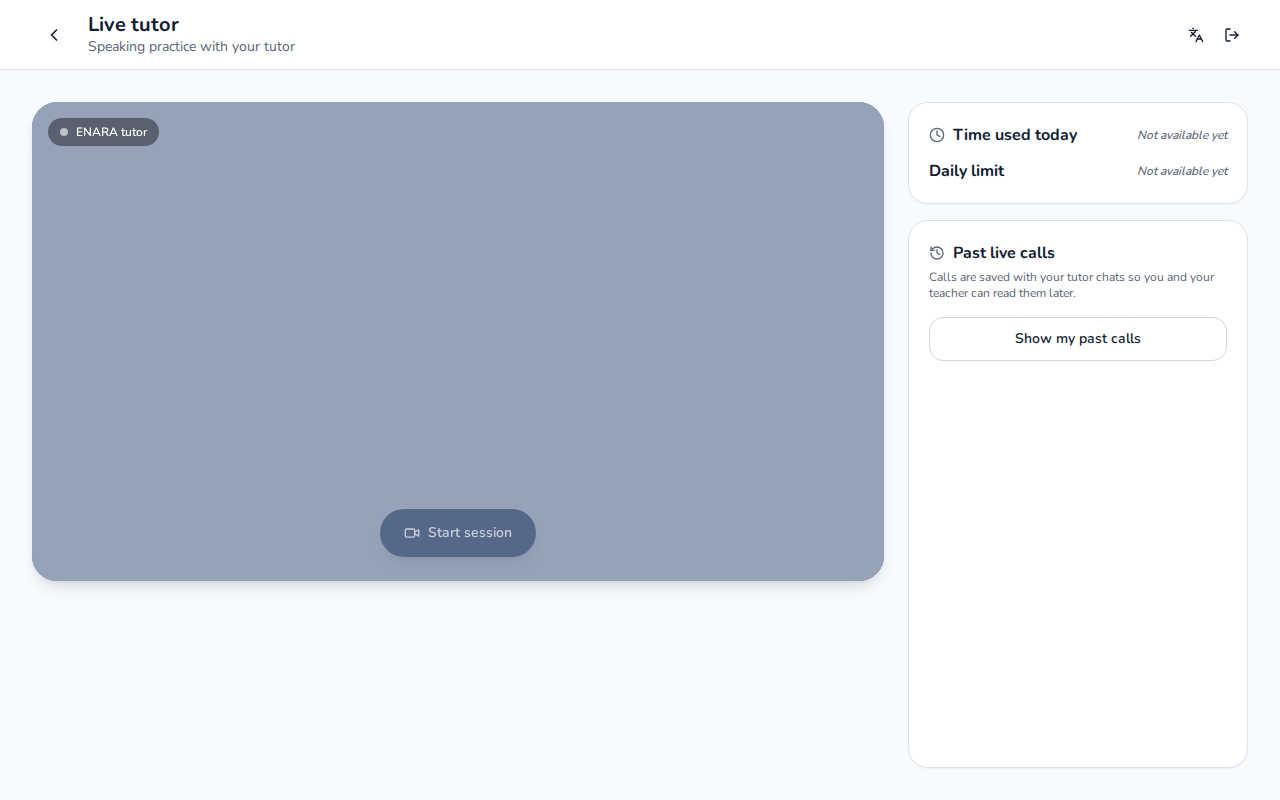 Live tutor
Speaking practice with your tutor
ENARA tutor
Start session
Time used today
Not available yet
Daily limit
Not available yet
Past live calls
Calls are saved with your tutor chats so you and your
teacher can read them later.
Show my past calls